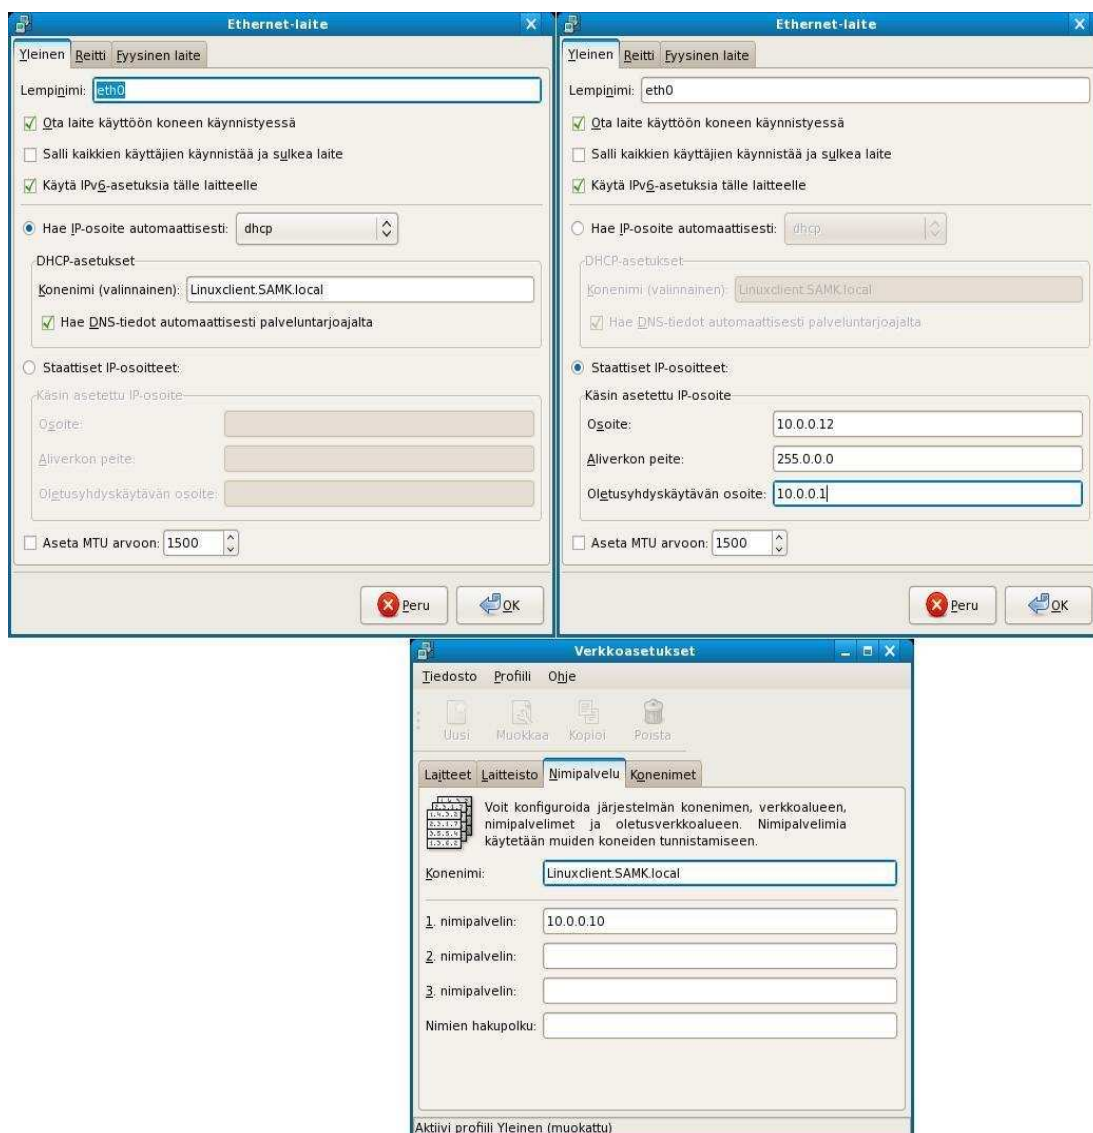 Ethernet-laite
Yleinen Reitti Fyysinen laite
Lempinimi: eth0
Ota laite käyttöön koneen käynnistyessä
Salli kaikkien käyttäjien käynnistää ja sulkea laite
Käytä IPv6-asetuksia tälle laitteelle
Hae IP-osoite automaattisesti: dhcp
DHCP-asetukset
Konenimi (valinnainen): Linuxclient.SAMK.local
Hae DNS-tiedot automaattisesti palveluntarjoajalta
Staattiset IP-osoitteet:
Käsin asetettu IP-osoite
Osoite:
Aliverkon peite:
Oletusyhdyskäytävän osoite:
Aseta MTU arvoon: 1500
Peru OK
Ethernet-laite
Yleinen Reitti Fyysinen laite
Lempinimi: eth0
Ota laite käyttöön koneen käynnistyessä
Salli kaikkien käyttäjien käynnistää ja sulkea laite
Käytä IPv6-asetuksia tälle laitteelle
Hae IP-osoite automaattisesti: dhcp
DHCP-asetukset
Konenimi (valinnainen): Linuxclient.SAMK.local
Hae DNS-tiedot automaattisesti palveluntarjoajalta
Staattiset IP-osoitteet:
Käsin asetettu IP-osoite
Osoite: 10.0.0.12
Aliverkon peite: 255.0.0.0
Oletusyhdyskäytävän osoite: 10.0.0.1
Aseta MTU arvoon: 1500
Peru OK
Verkkoasetukset
Tiedosto Profiili Ohje
Uusi Muokkaa Kopioi Poista
Laitteet Laitteisto Nimipalvelu Konenimet
Voit konfiguroida järjestelmän konenimen, verkkoalueen,
nimipalvelimet ja oletusverkkoalueen. Nimipalvelimia
käytetään muiden koneiden tunnistamiseen.
Konenimi: Linuxclient.SAMK.local
1. nimipalvelin: 10.0.0.10
2. nimipalvelin:
3. nimipalvelin:
Nimien hakupolku:
Aktiivi profiili Yleinen (muokattu)